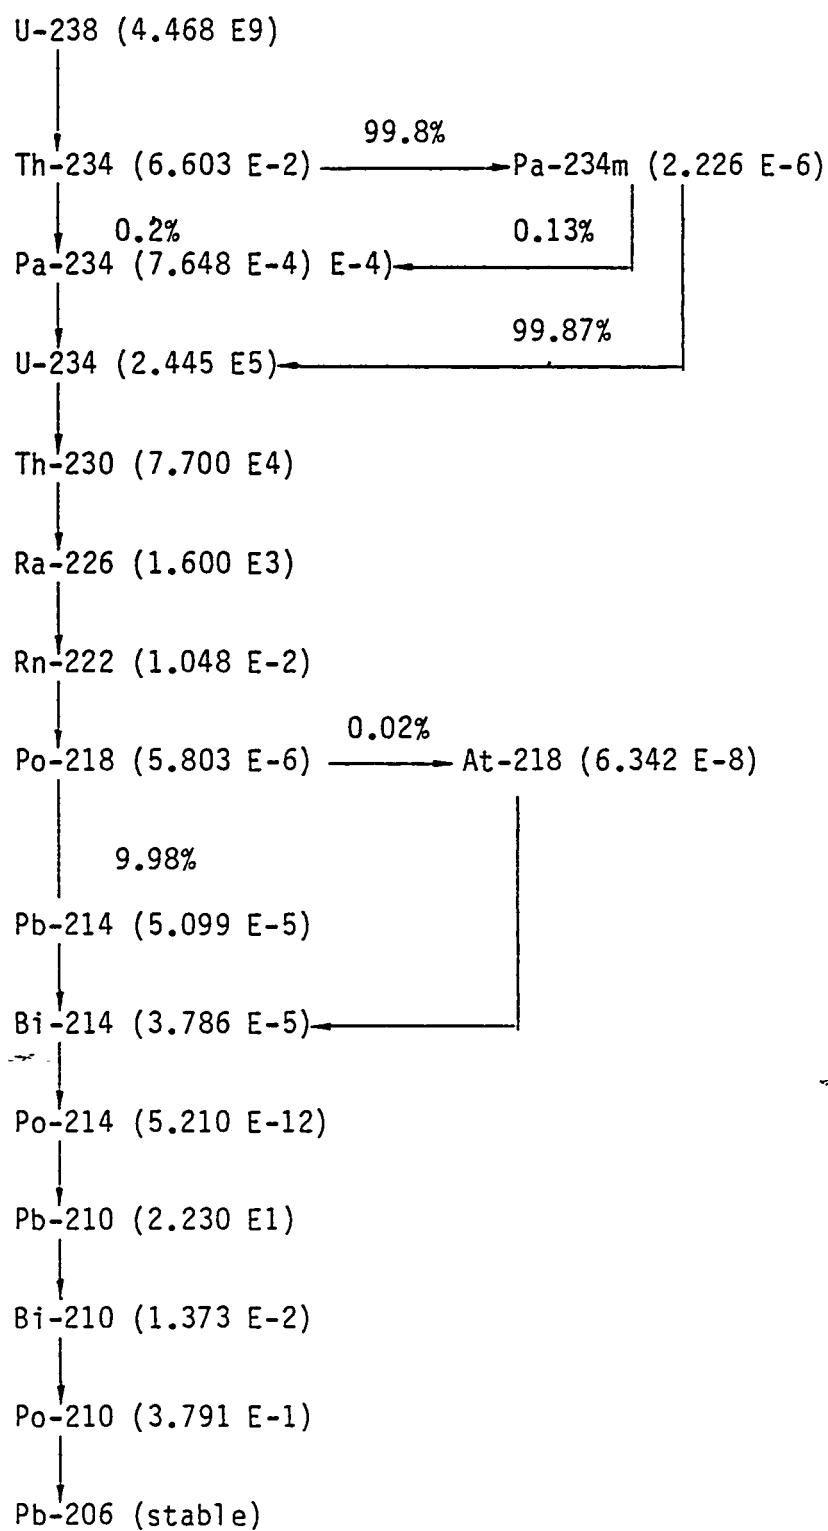 U-238 (4.468 E9)
99.8%
Th-234 (6.603 E-2) Pa-234m (2.226 E-6)
0.2% 0.13%
Pa-234 (7.648 E-4) E-4)
99.87%
U-234 (2.445 E5)
Th-230 (7.700 E4)
Ra-226 (1.600 E3)
Rn-222 (1.048 E-2)
0.02%
Po-218 (5.803 E-6) At-218 (6.342 E-8)
9.98%
Pb-214 (5.099 E-5)
Bi-214 (3.786 E-5)
Po-214 (5.210 E-12)
Pb-210 (2.230 E1)
Bi-210 (1.373 E-2)
Po-210 (3.791 E-1)
Pb-206 (stable)